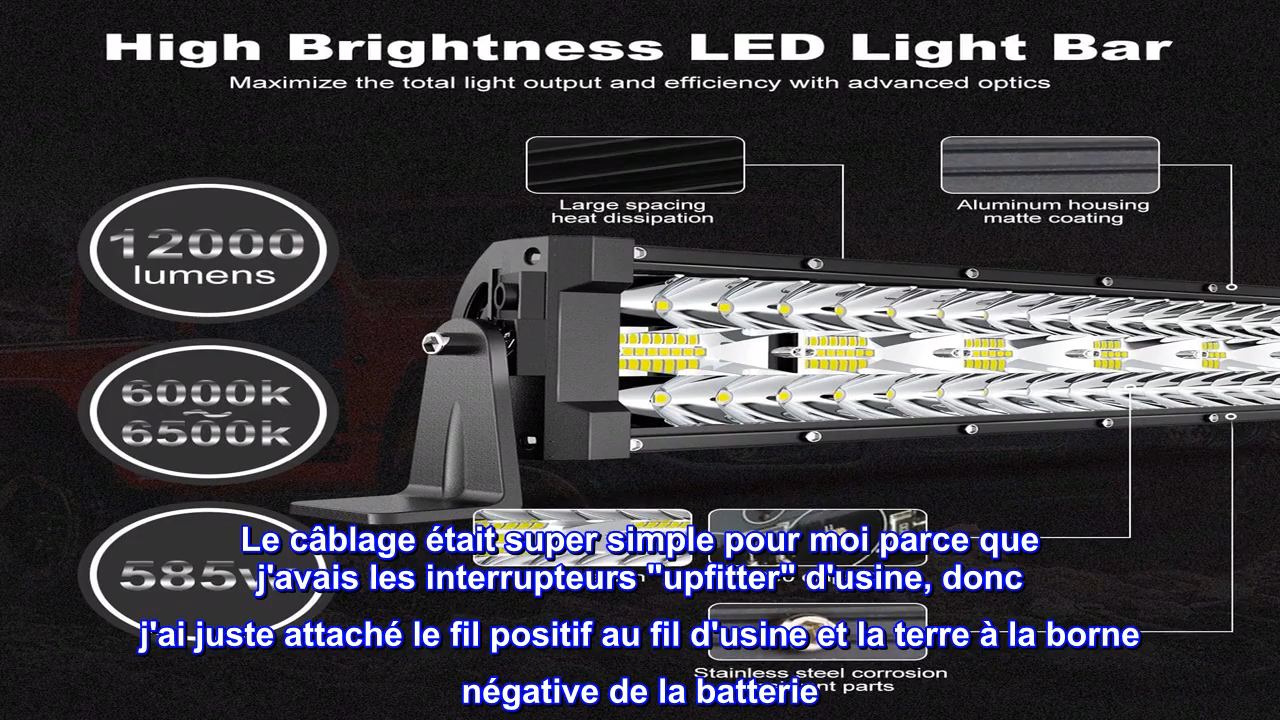 High Brightness LED Light Bar
Maximize the total light output and efficiency with advanced optics
Large spacing
heat dissipation
Aluminum housing
matte coating
12000
lumens
6000k
~
6500k
585w
Le câblage était super simple pour moi parce que
j'avais les interrupteurs "upfitter" d'usine, donc
j'ai juste attaché le fil positif au fil d'usine et la terre à la borne
négative de la batterie
Stainless steel corrosion
parts